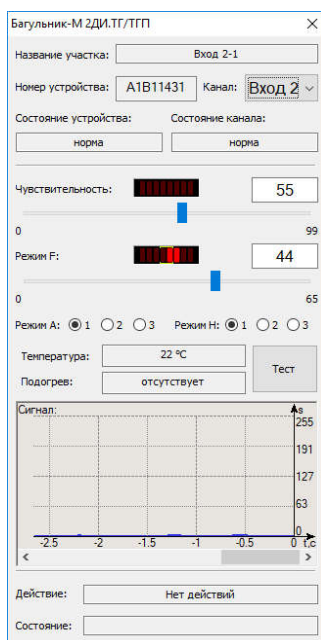 Багульник-М 2ДИ.ТГ/ТГП
Название участка: Вход 2-1
Номер устройства: A1B11431 Канал: Вход 2
Состояние устройства: Состояние канала:
норма норма
Чувствительность: 55
0 99
Режим F: 44
0 65
Режим А: 1 2 3 Режим Н: 1 2 3
Температура: 22 ºC Тест
Подогрев: отсутствует
Сигнал: As
255
191
127
63
0
-2.5 -2 -1.5 -1 -0.5 0 t,c
Действие: Нет действий
Состояние: